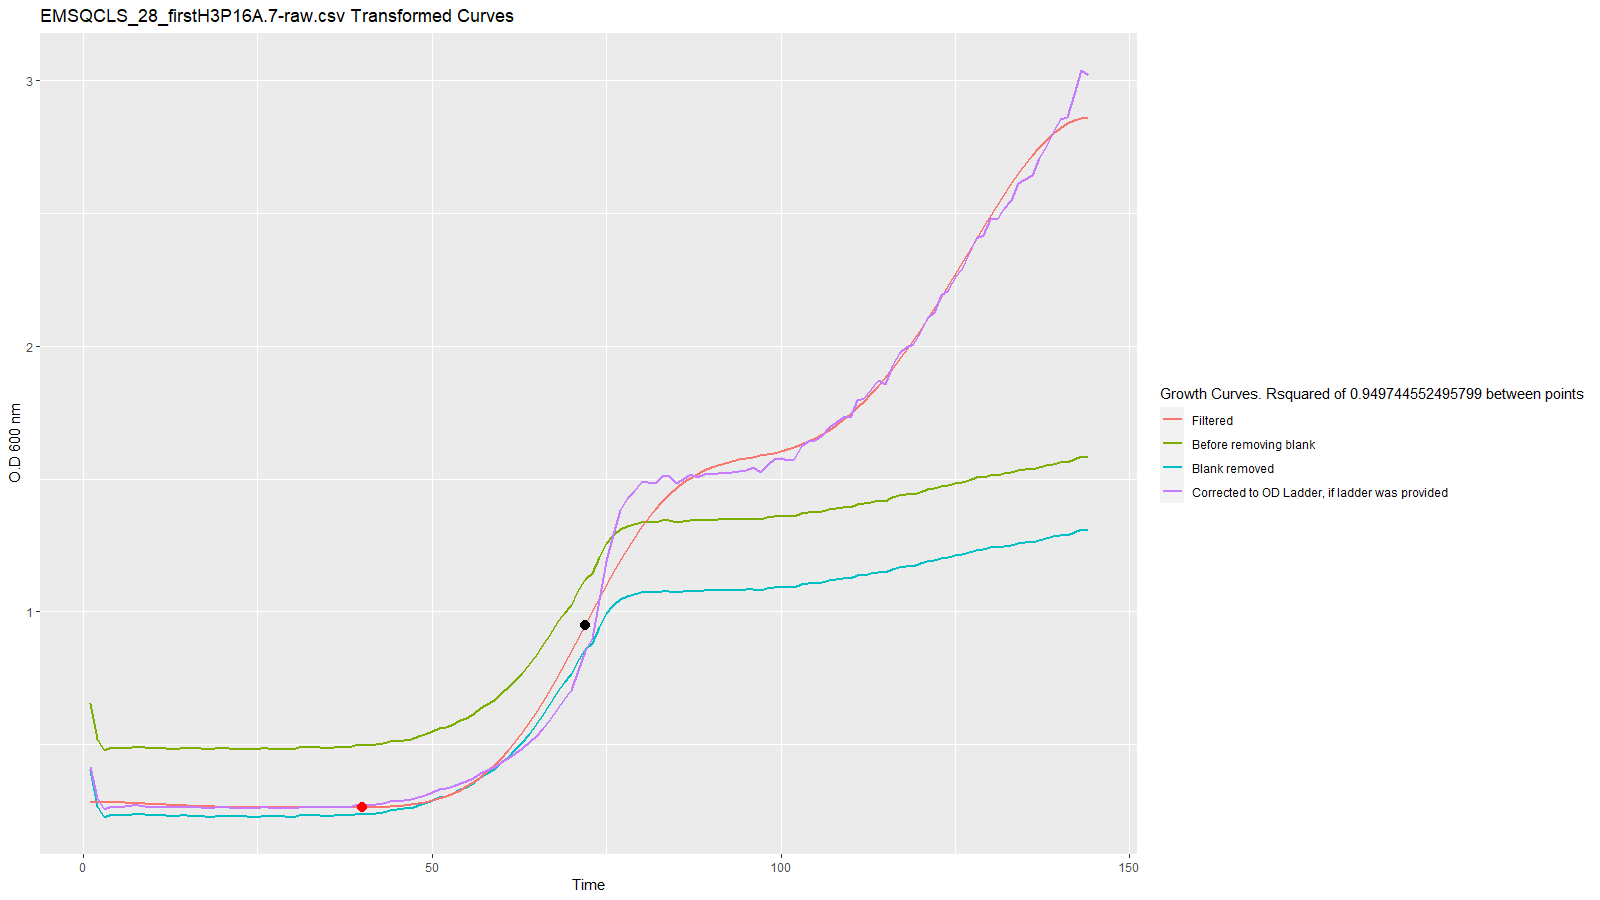 EMSQCLS_28_firstH3P16A.7-raw.csv Transformed Curves
3
2
1
O.D 600 nm
0
50
100
150
Time
Growth Curves. Rsquared of 0.949744552495799 between points
Filtered
Before removing blank
Blank removed
Corrected to OD Ladder, if ladder was provided